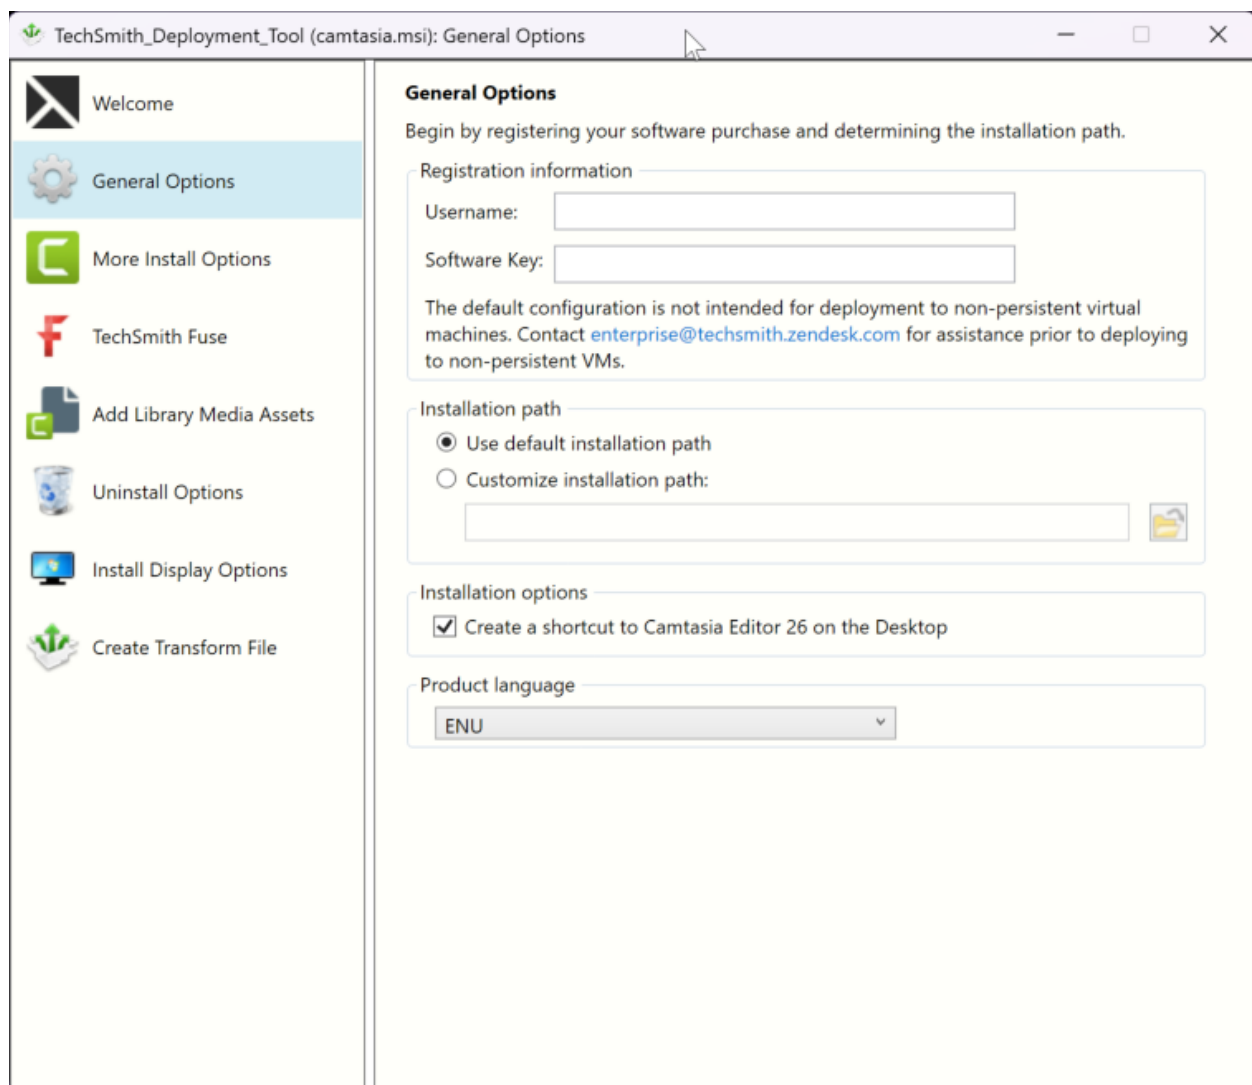 TechSmith_Deployment_Tool (camtasia.msi): General Options
Welcome
General Options
More Install Options
TechSmith Fuse
Add Library Media Assets
Uninstall Options
Install Display Options
Create Transform File
General Options
Begin by registering your software purchase and determining the installation path.
Registration information
Username:
Software Key:
The default configuration is not intended for deployment to non-persistent virtual
machines. Contact enterprise@techsmith.zendesk.com for assistance prior to deploying
to non-persistent VMs.
Installation path
Use default installation path
Customize installation path:
Installation options
Create a shortcut to Camtasia Editor 26 on the Desktop
Product language
ENU